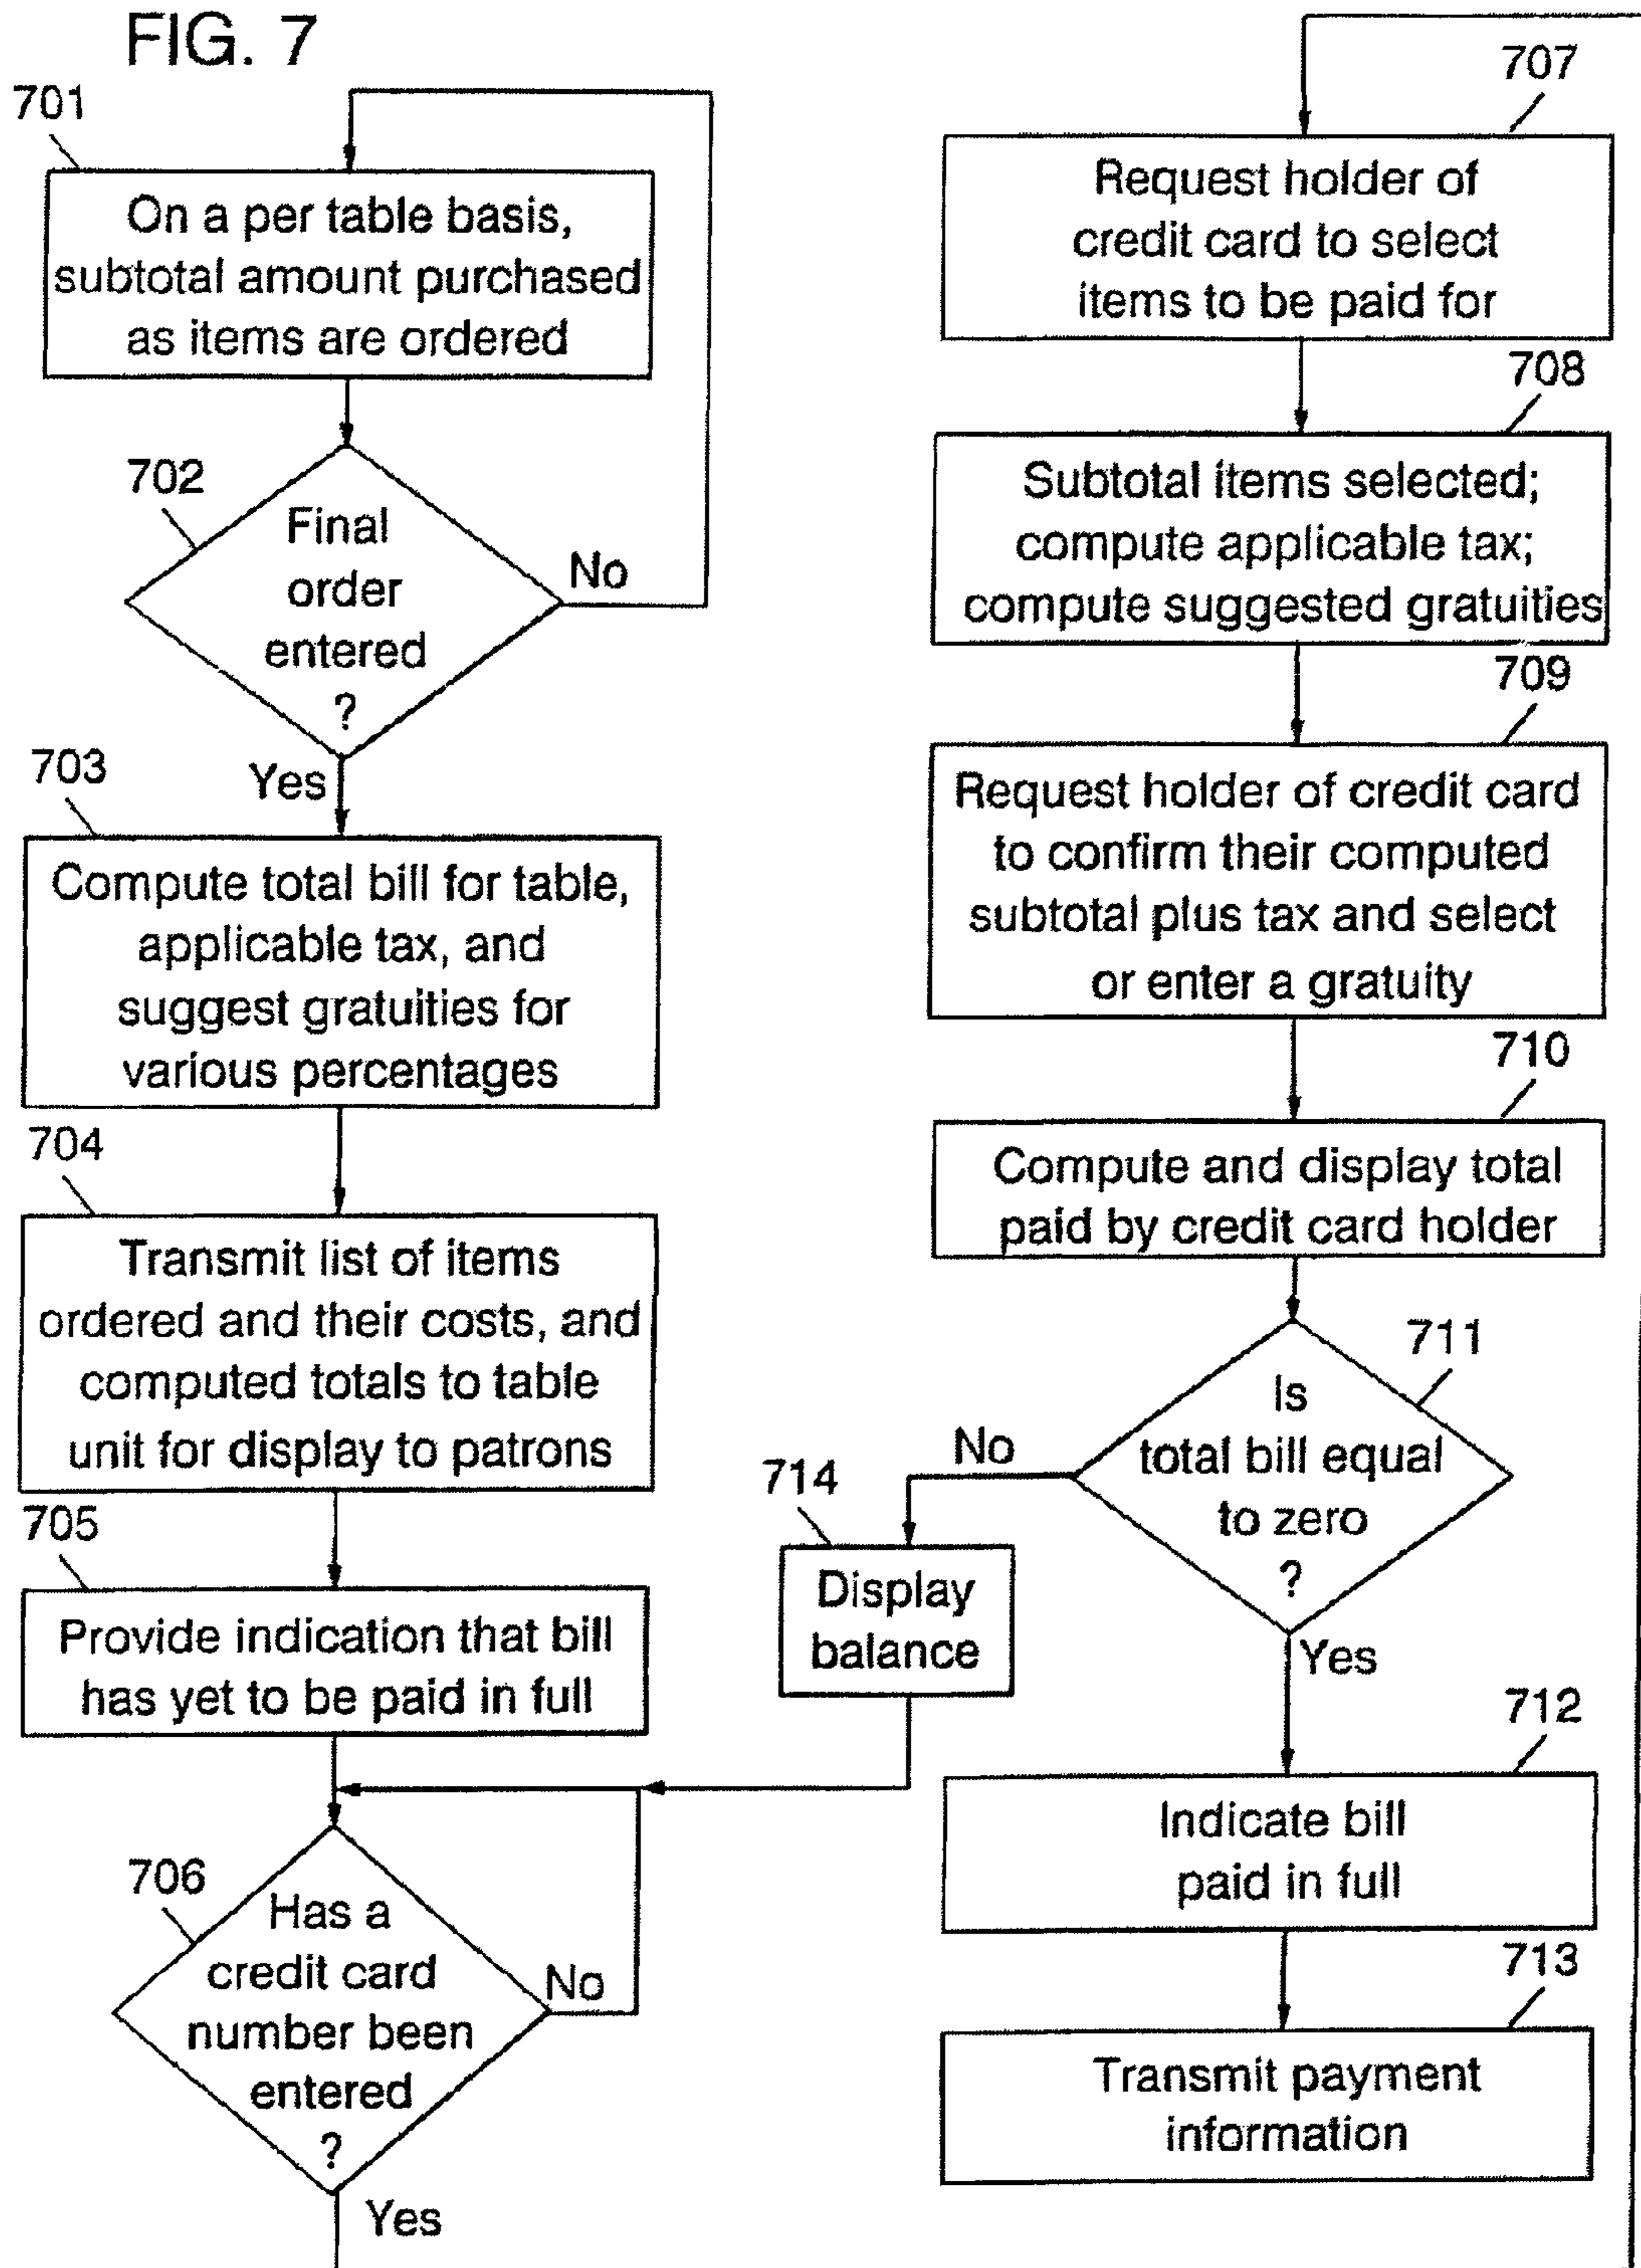 FIG. 7
701
On a per table basis,
subtotal amount purchased
as items are ordered
702
Final
order
entered
?
No
Yes
703
Compute total bill for table,
applicable tax, and
suggest gratuities for
various percentages
704
Transmit list of items
ordered and their costs, and
computed totals to table
unit for display to patrons
705
Provide indication that bill
has yet to be paid in full
706
Has a
credit card
number been
entered
?
No
Yes
707
Request holder of
credit card to select
items to be paid for
708
Subtotal items selected;
compute applicable tax;
compute suggested gratuities
709
Request holder of credit card
to confirm their computed
subtotal plus tax and select
or enter a gratuity
710
Compute and display total
paid by credit card holder
711
Is
total bill equal
to zero
?
No
Yes
714
Display
balance
712
Indicate bill
paid in full
713
Transmit payment
information